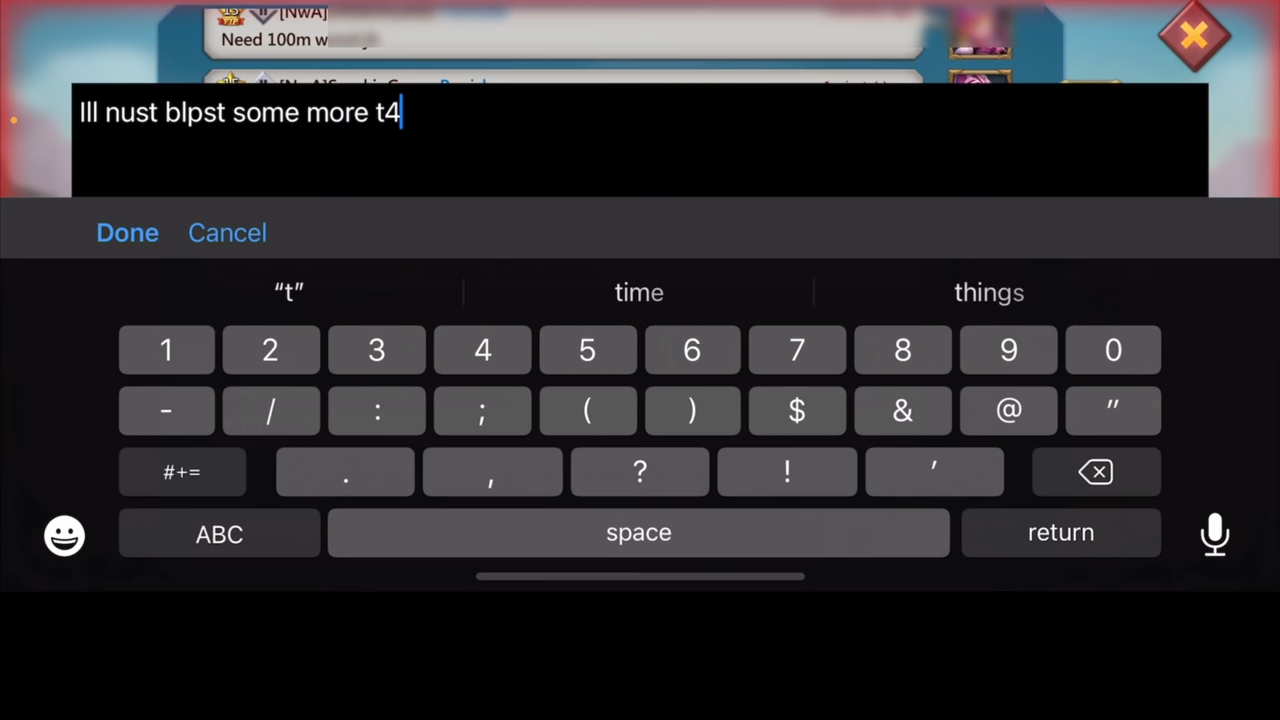 [NwA]
Need 100m
Ill nust blpst some more t4
Done Cancel
“t” time things
1 2 3 4 5 6 7 8 9 0
- / : ; ( ) $ & @ "
#+= . , ? ! '
ABC space return